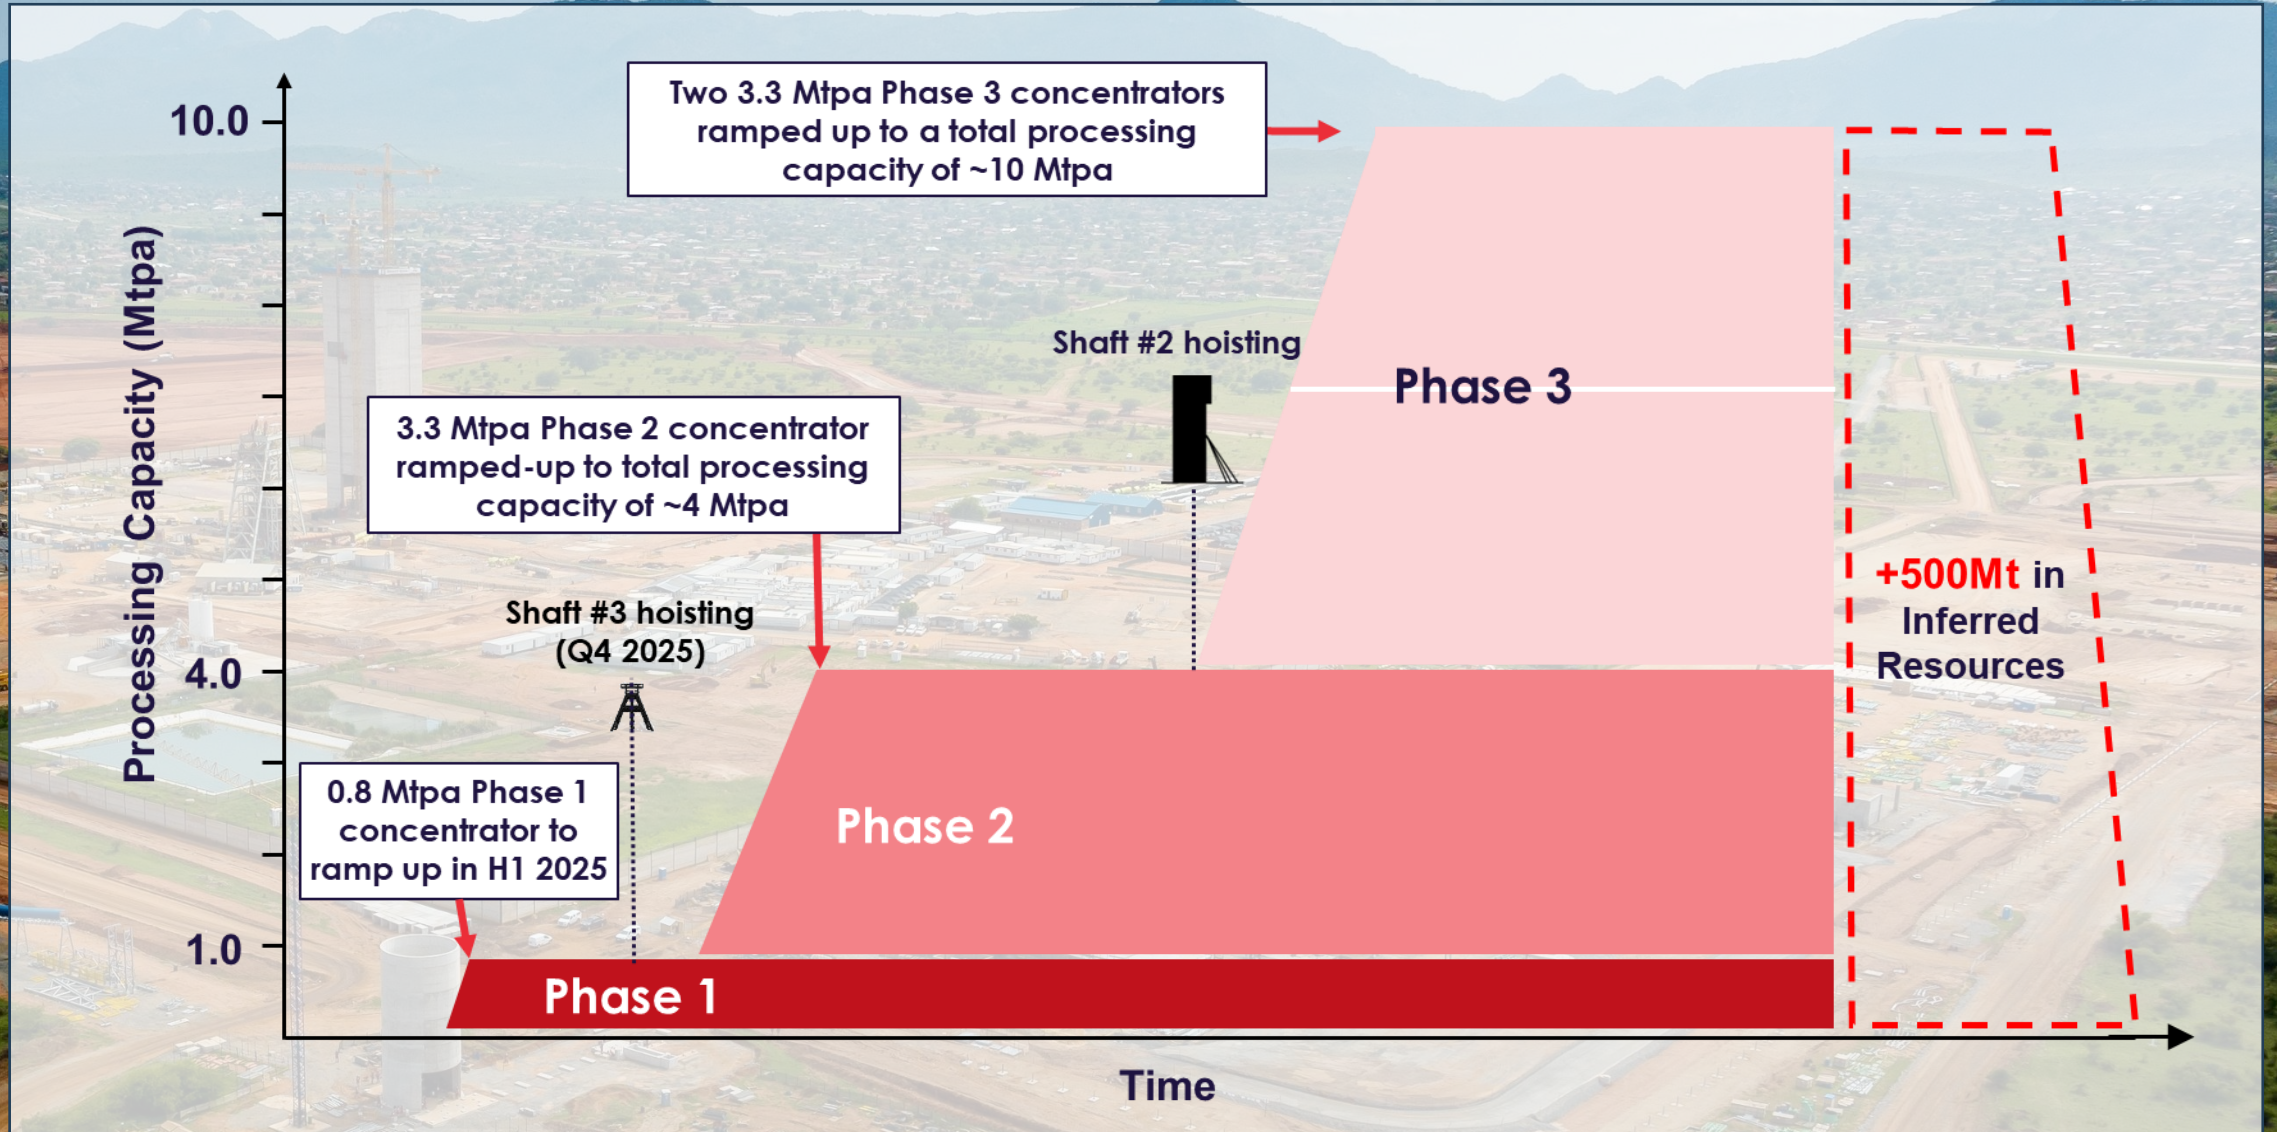 Two 3.3 Mtpa Phase 3 concentrators
ramped up to a total processing
capacity of ~10 Mtpa
10.0
Processing Capacity (Mtpa)
Shaft #2 hoisting
Phase 3
3.3 Mtpa Phase 2 concentrator
ramped-up to total processing
capacity of ~4 Mtpa
+500Mt in
Inferred
Resources
Shaft #3 hoisting
(Q4 2025)
4.0
0.8 Mtpa Phase 1
concentrator to
ramp up in H1 2025
Phase 2
1.0
Phase 1
Time